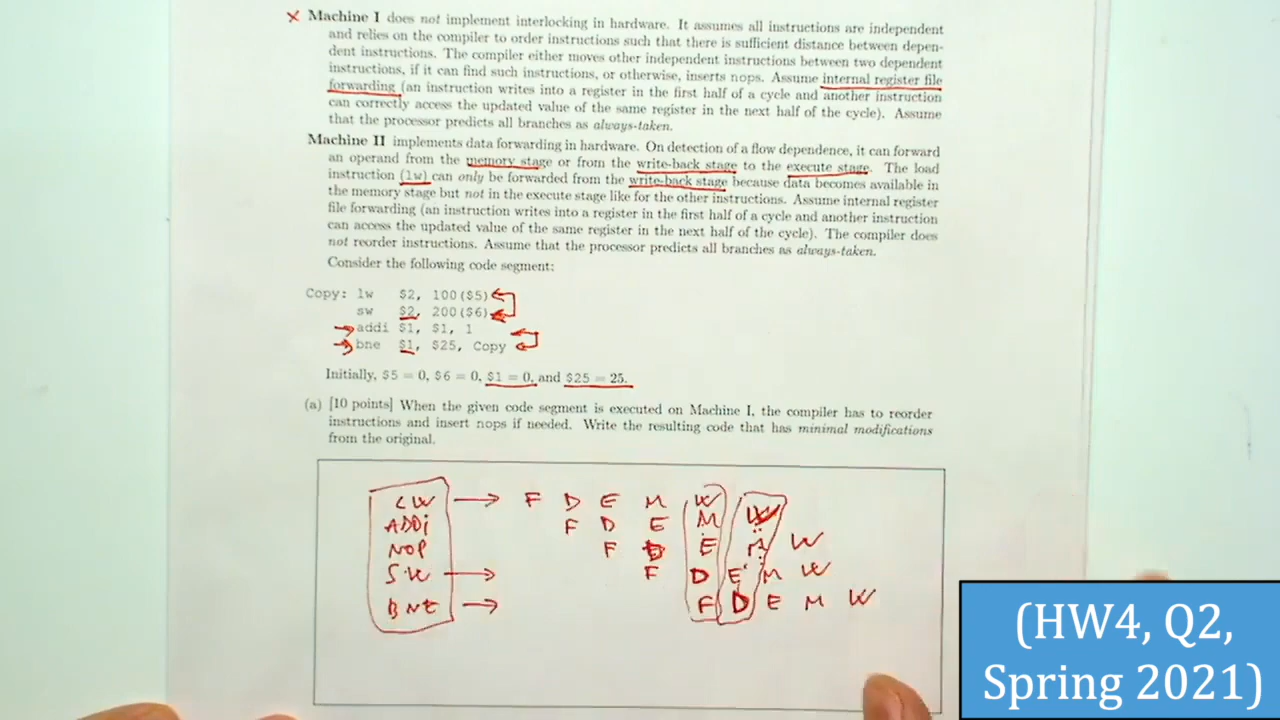 × Machine I does not implement interlocking in hardware. It assumes all instructions are independent
and relies on the compiler to order instructions such that there is sufficient distance between depen-
dent instructions. The compiler either moves other independent instructions between two dependent
instructions, if it can find such instructions, or otherwise, inserts nops. Assume internal register file
forwarding (an instruction writes into a register in the first half of a cycle and another instruction
can correctly access the updated value of the same register in the next half of the cycle). Assume
that the processor predicts all branches as always-taken.
Machine II implements data forwarding in hardware. On detection of a flow dependence, it can forward
an operand from the memory stage or from the write-back stage to the execute stage. The load
instruction (lw) can only be forwarded from the write-back stage because data becomes available in
the memory stage but not in the execute stage like for the other instructions. Assume internal register
file forwarding (an instruction writes into a register in the first half of a cycle and another instruction
can access the updated value of the same register in the next half of the cycle). The compiler does
not reorder instructions. Assume that the processor predicts all branches as always-taken.
Consider the following code segment:
Copy: lw $2, 100($5)
sw $2, 200($6)
addi $1, $1, 1
bne $1, $25, Copy
Initially, $5 = 0, $6 = 0, $1 = 0, and $25 = 25.
(a) [10 points] When the given code segment is executed on Machine I, the compiler has to reorder
instructions and insert nops if needed. Write the resulting code that has minimal modifications
from the original.
LW → F D E M W
ADDi F D E M W
NOP F D E M W
SW → F D E M W
BNE → F D E M W
(HW4, Q2,
Spring 2021)